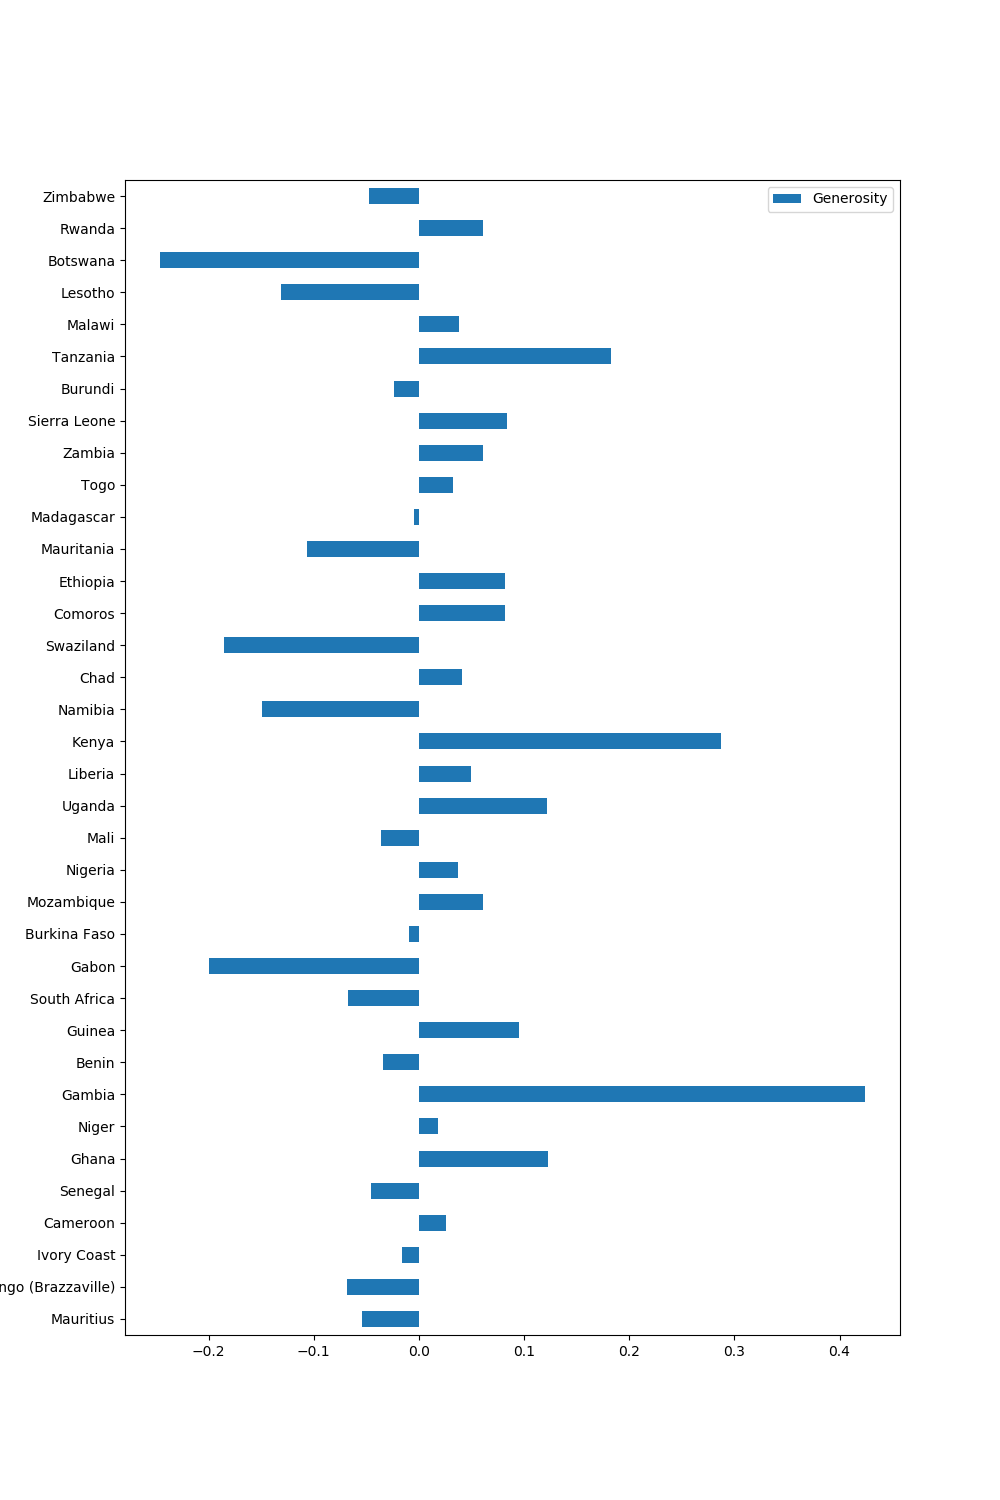 Generosity
Zimbabwe
Rwanda
Botswana
Lesotho
Malawi
Tanzania
Burundi
Sierra Leone
Zambia
Togo
Madagascar
Mauritania
Ethiopia
Comoros
Swaziland
Chad
Namibia
Kenya
Liberia
Uganda
Mali
Nigeria
Mozambique
Burkina Faso
Gabon
South Africa
Guinea
Benin
Gambia
Niger
Ghana
Senegal
Cameroon
Ivory Coast
ngo (Brazzaville)
Mauritius
−0.2 −0.1 0.0 0.1 0.2 0.3 0.4